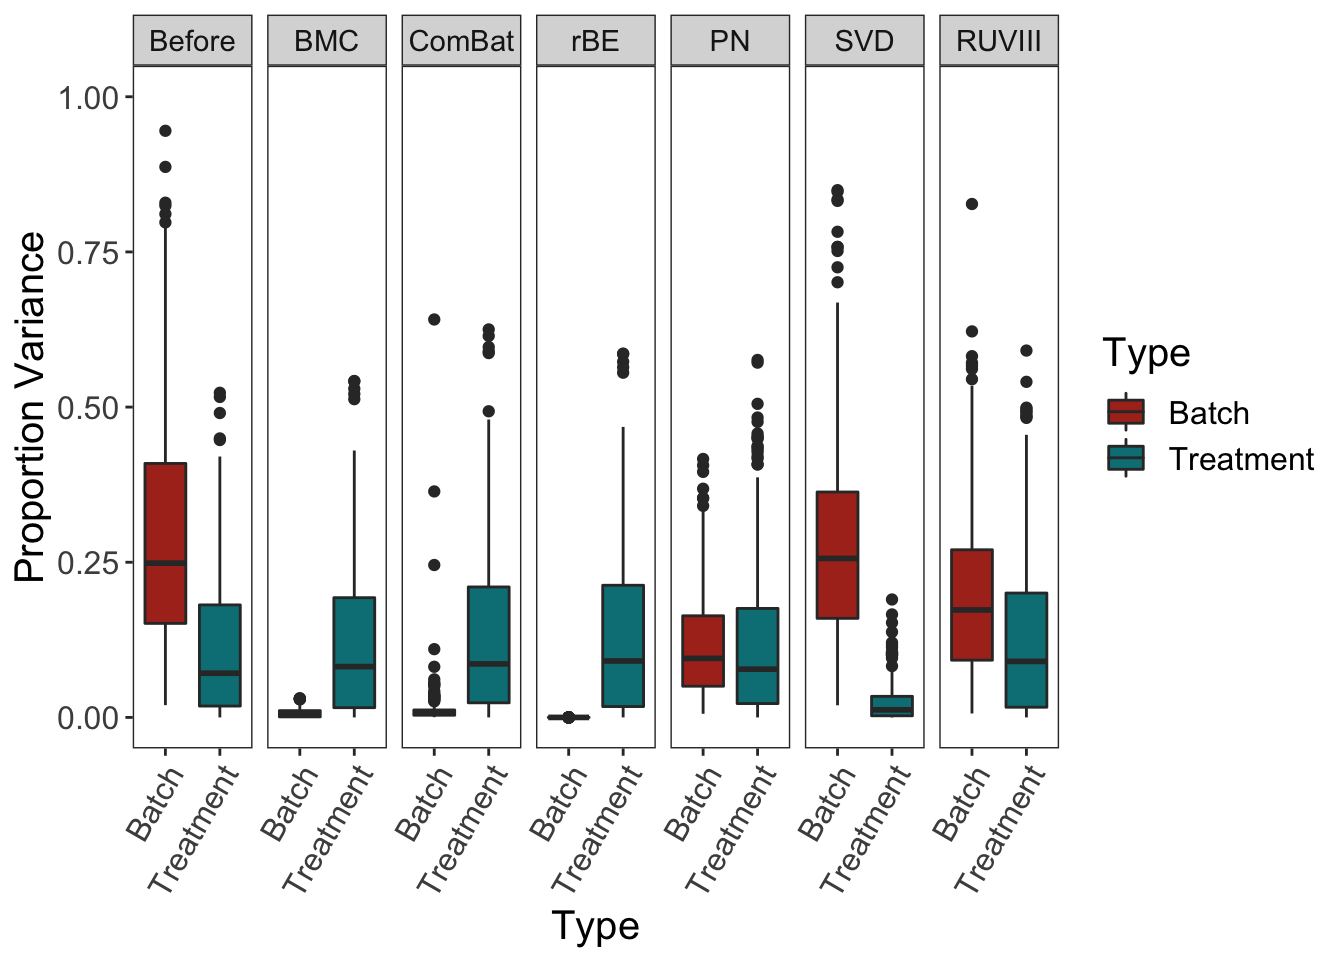 Before BMC ComBat rBE PN SVD RUVIII
Proportion Variance
1.00
0.75
0.50
0.25
0.00
Batch Treatment Batch Treatment Batch Treatment Batch Treatment Batch Treatment Batch Treatment Batch Treatment
Type
Type
Batch
Treatment